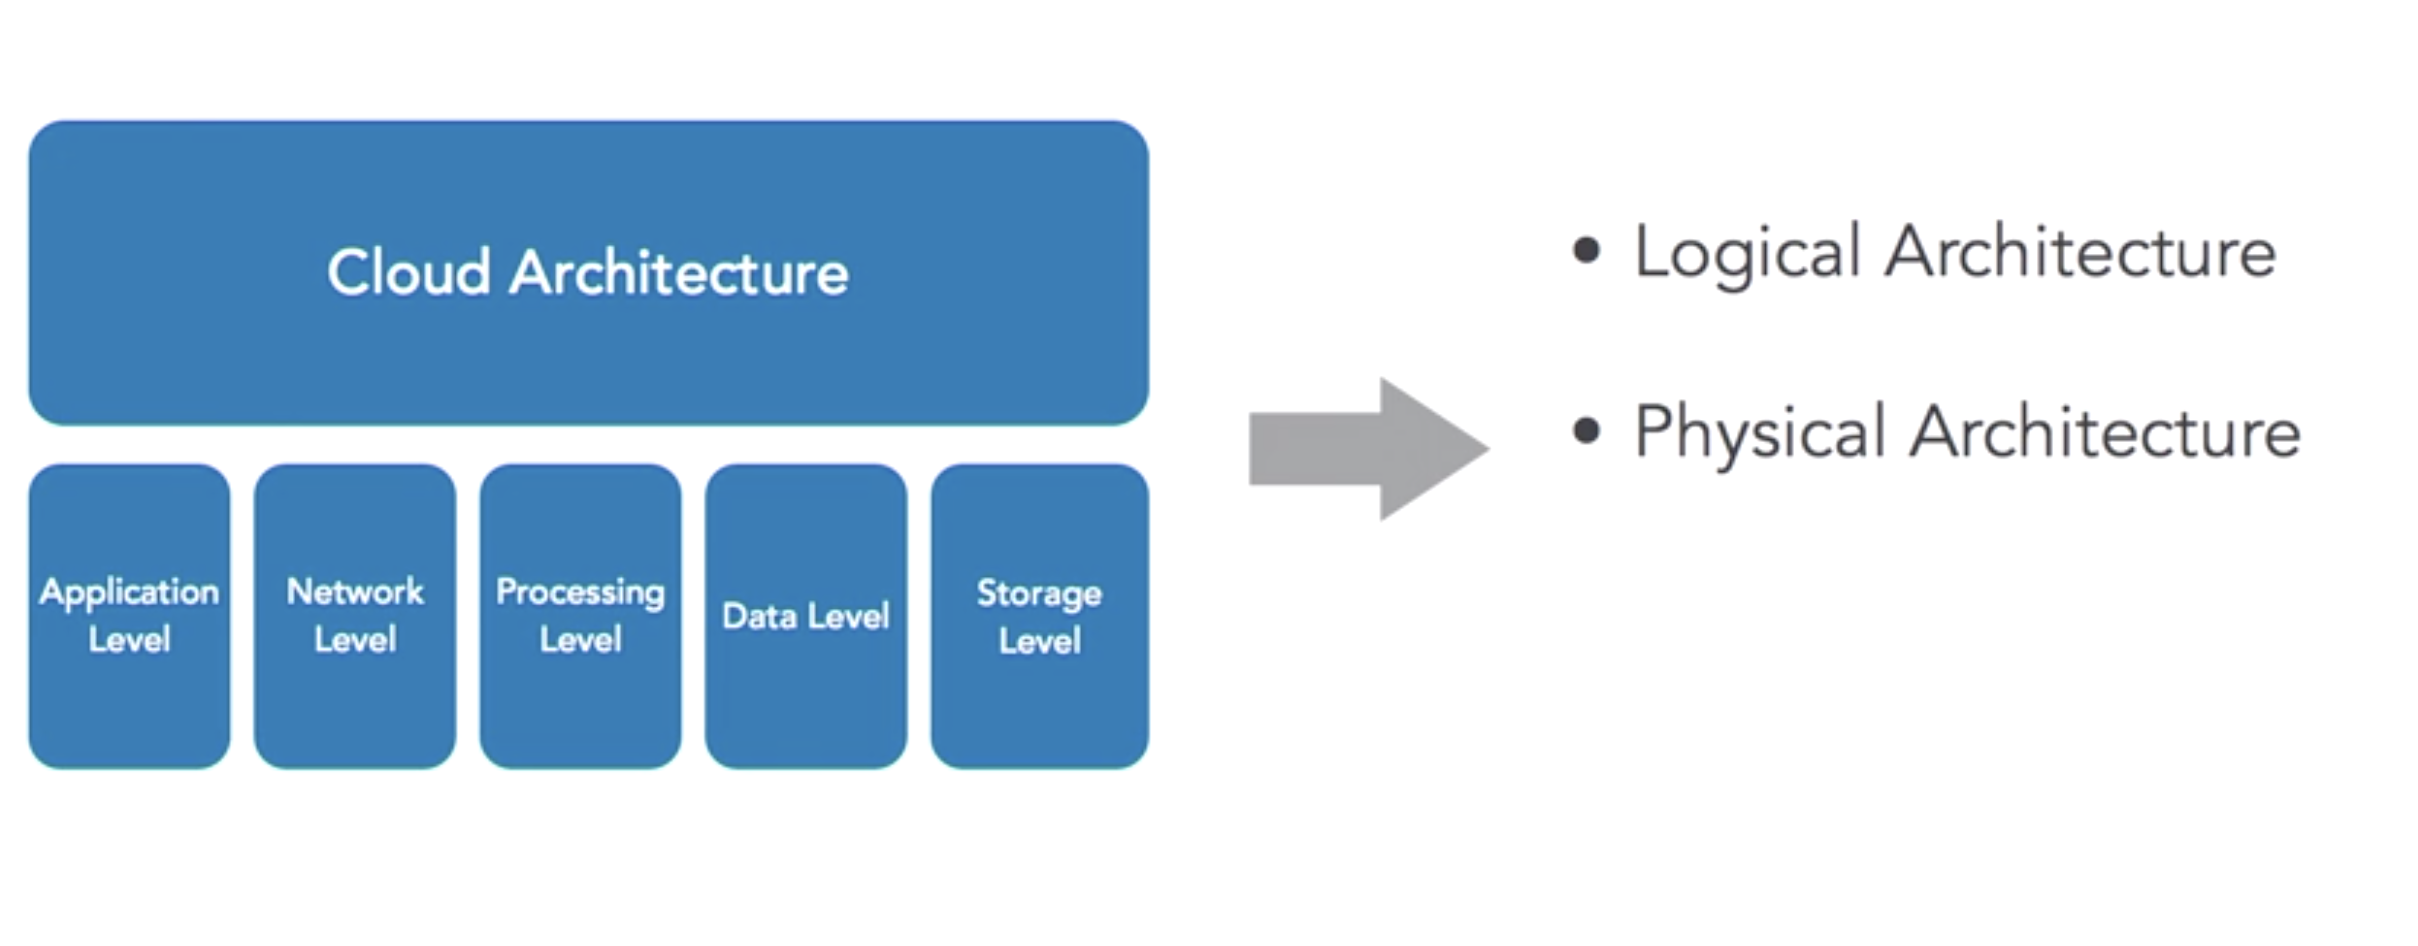 Cloud Architecture
Application
Level
Network
Level
Processing
Level
Data Level
Storage
Level
• Logical Architecture
• Physical Architecture